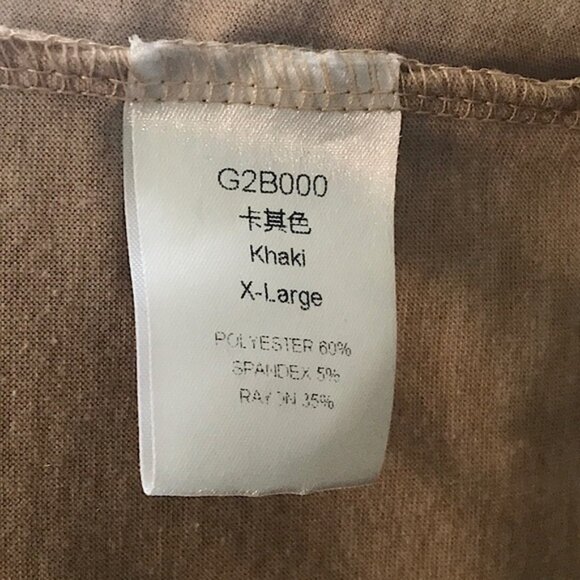 G2B000
卡其色
Khaki
X-Large
POLYESTER 60%
SPANDEX 5%
RAYON 35%